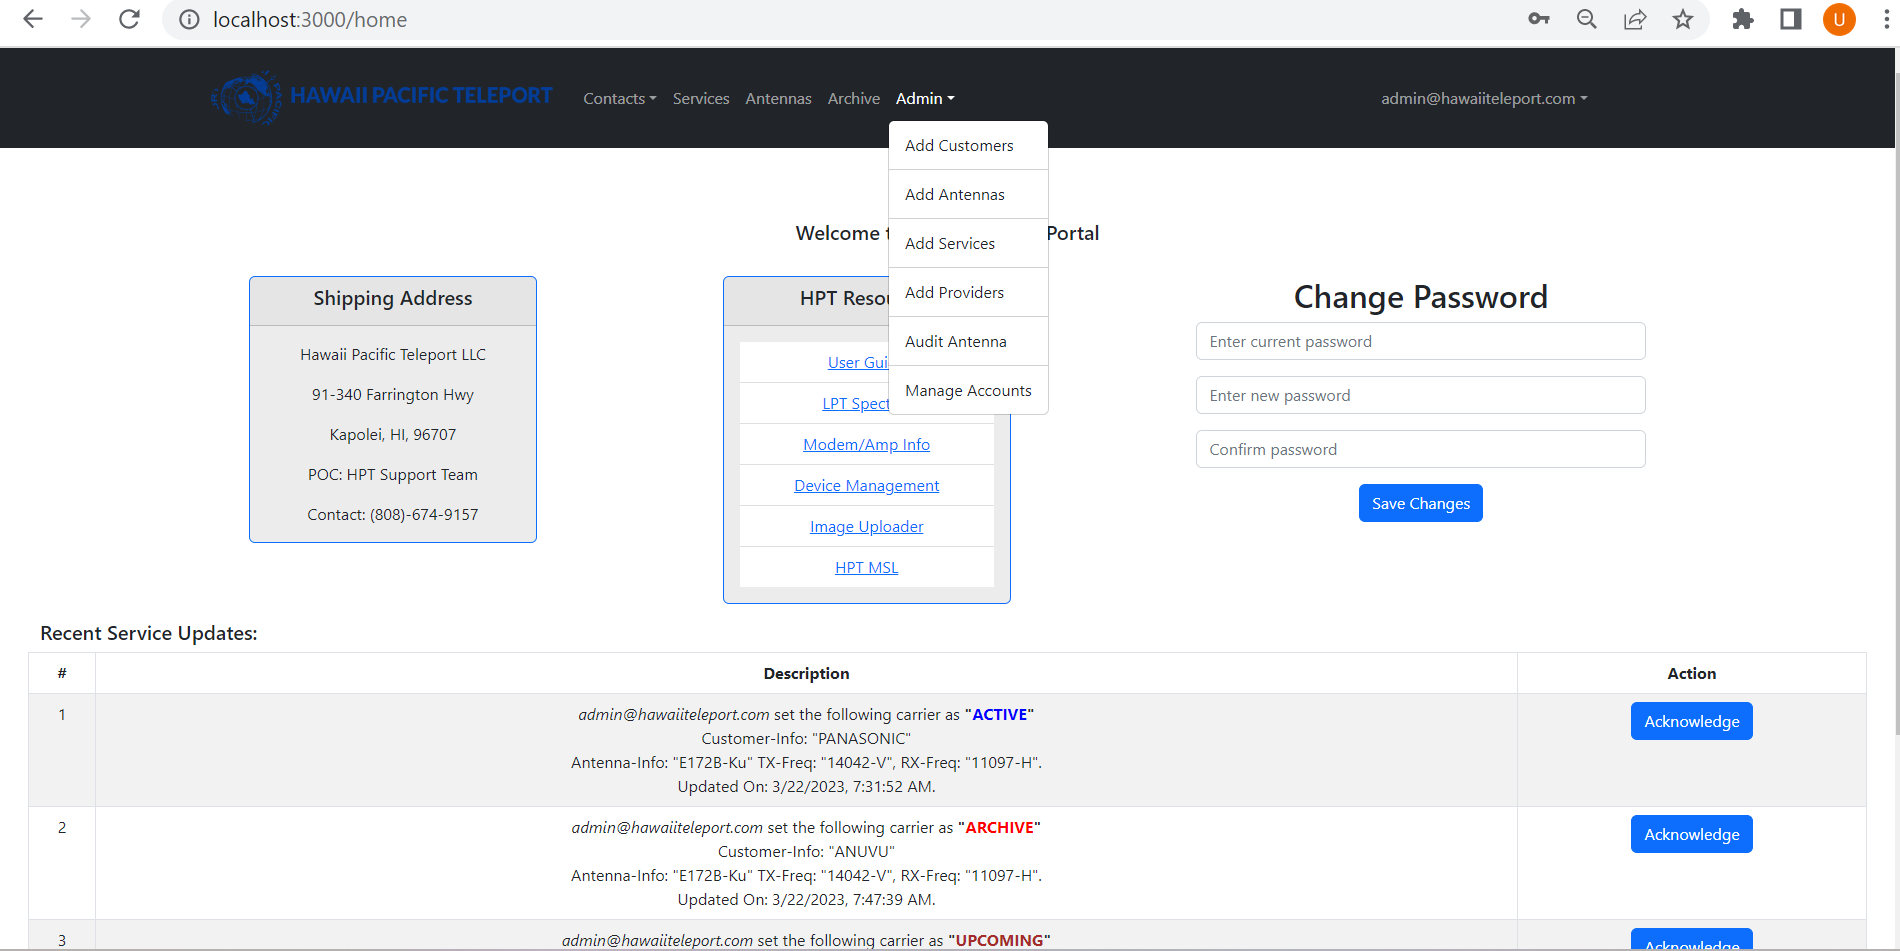 localhost:3000/home
U
HAWAII PACIFIC TELEPORT
Contacts
Services
Antennas
Archive
Admin
admin@hawaiiteleport.com
Add Customers
Add Antennas
Add Services
Add Providers
Audit Antenna
Manage Accounts
Welcome Portal
Shipping Address
Hawaii Pacific Teleport LLC
91-340 Farrington Hwy
Kapolei, HI, 96707
POC: HPT Support Team
Contact: (808)-674-9157
HPT Resou
User Gui
LPT Spect
Modem/Amp Info
Device Management
Image Uploader
HPT MSL
Change Password
Enter current password
Enter new password
Confirm password
Save Changes
Recent Service Updates:
# Description Action
1 admin@hawaiiteleport.com set the following carrier as "ACTIVE" Acknowledge
Customer-Info: "PANASONIC"
Antenna-Info: "E172B-Ku" TX-Freq: "14042-V", RX-Freq: "11097-H".
Updated On: 3/22/2023, 7:31:52 AM.
2 admin@hawaiiteleport.com set the following carrier as "ARCHIVE" Acknowledge
Customer-Info: "ANUVU"
Antenna-Info: "E172B-Ku" TX-Freq: "14042-V", RX-Freq: "11097-H".
Updated On: 3/22/2023, 7:47:39 AM.
3 admin@hawaiiteleport.com set the following carrier as "UPCOMING" Acknowledge